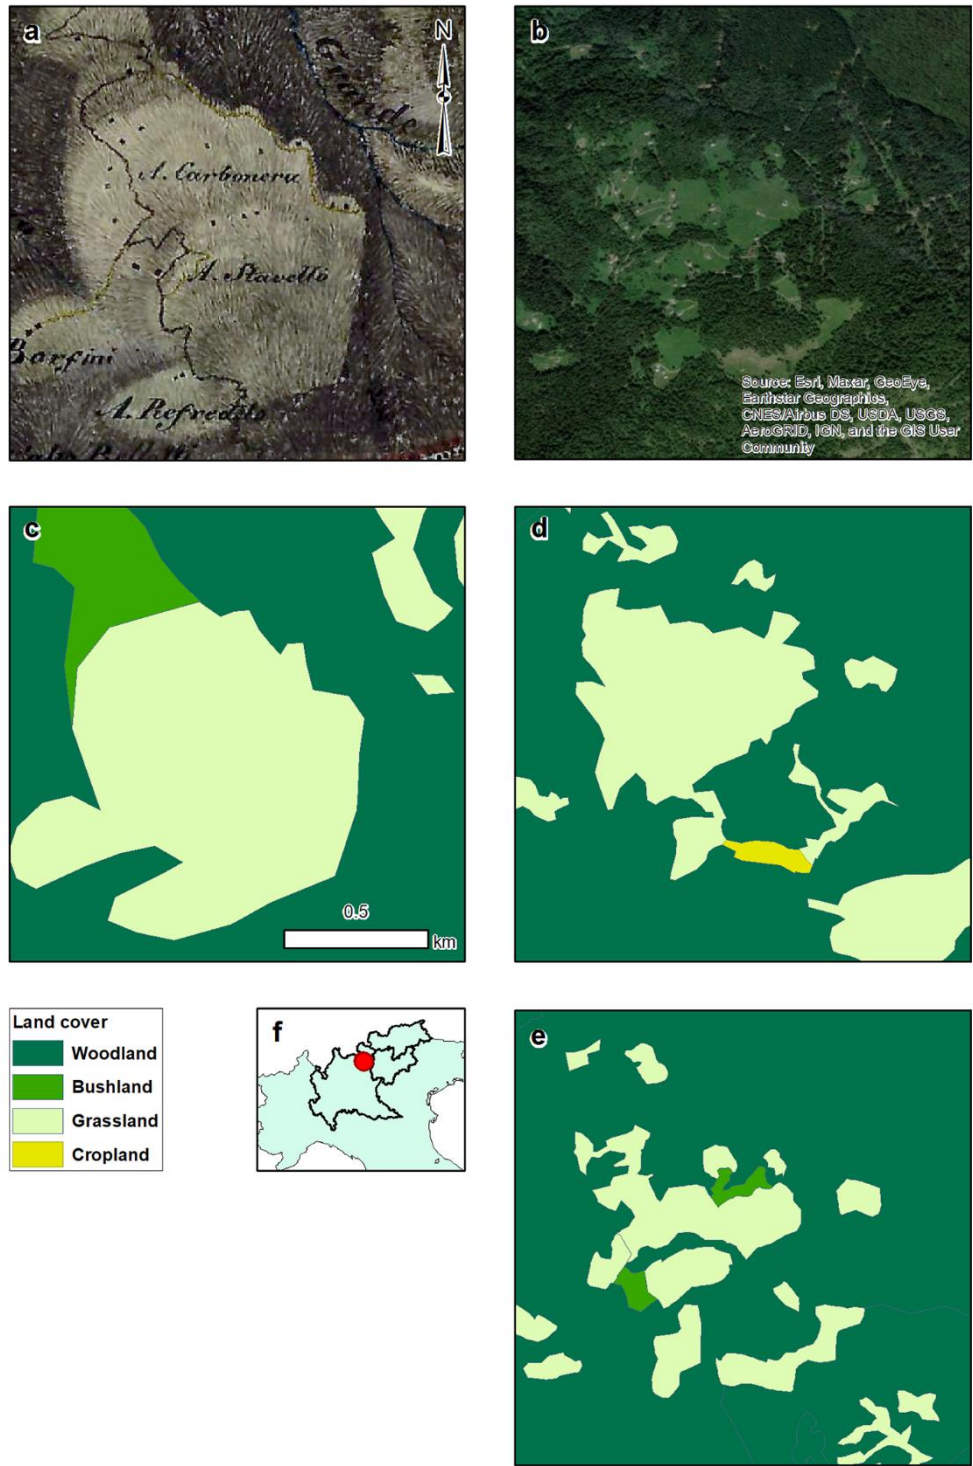 a
N
Grande
A. Carbonera
A. Stavello
Borfini
A. Piefreddo
b
Source: Esri, Maxar, GeoEye,
Earthstar Geographics,
CNES/Airbus DS, USDA, USGS,
AeroGRID, IGN, and the GIS User
Community
c
0.5
km
d
Land cover
Woodland
Bushland
Grassland
Cropland
f
e